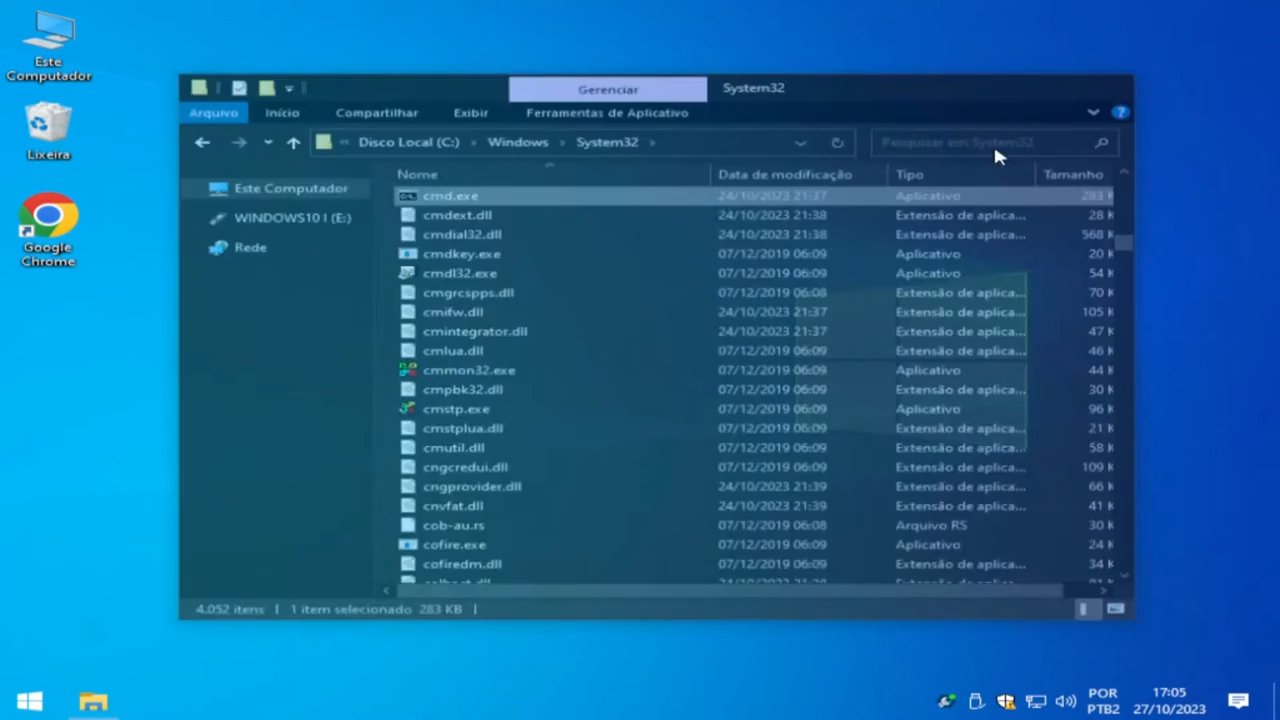 Este
Computador
Lixeira
Google
Chrome
Gerenciar
System32
Arquivo
Início
Compartilhar
Exibir
Ferramentas de Aplicativo
Disco Local (C:)
Windows
System32
Pesquisar em System32
Este Computador
WINDOWS10 I (E:)
Rede
Nome Data de modificação Tipo Tamanho
cmd.exe 24/10/2023 21:37 Aplicativo 283 K
cmdext.dll 24/10/2023 21:38 Extensão de aplica... 28 K
cmdial32.dll 24/10/2023 21:38 Extensão de aplica... 568 K
cmdkey.exe 07/12/2019 06:09 Aplicativo 20 K
cmdl32.exe 07/12/2019 06:09 Aplicativo 54 K
cmgrcspps.dll 07/12/2019 06:08 Extensão de aplica... 70 K
cmifw.dll 24/10/2023 21:37 Extensão de aplica... 105 K
cmintegrator.dll 24/10/2023 21:37 Extensão de aplica... 47 K
cmlua.dll 07/12/2019 06:09 Extensão de aplica... 46 K
cmmon32.exe 07/12/2019 06:09 Aplicativo 44 K
cmpbk32.dll 07/12/2019 06:09 Extensão de aplica... 30 K
cmstp.exe 07/12/2019 06:09 Aplicativo 96 K
cmstplua.dll 07/12/2019 06:09 Extensão de aplica... 21 K
cmutil.dll 07/12/2019 06:09 Extensão de aplica... 58 K
cngcredui.dll 07/12/2019 06:09 Extensão de aplica... 109 K
cngprovider.dll 24/10/2023 21:39 Extensão de aplica... 66 K
cnvfat.dll 24/10/2023 21:39 Extensão de aplica... 41 K
cob-au.rs 07/12/2019 06:08 Arquivo RS 30 K
cofire.exe 07/12/2019 06:09 Aplicativo 24 K
cofiredm.dll 07/12/2019 06:09 Extensão de aplica... 34 K
4.052 itens
1 item selecionado 283 KB
POR
PTB2
17:05
27/10/2023